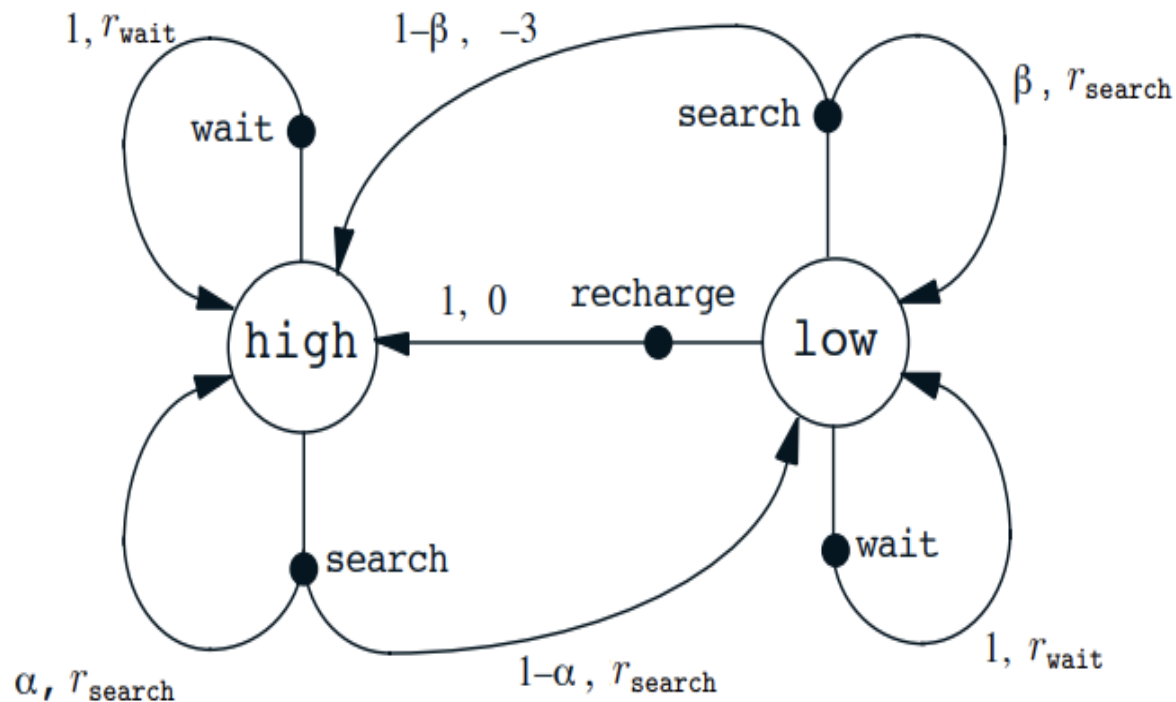 1, r_wait
1–β , –3
β , r_search
wait
search
1, 0
recharge
high
low
search
wait
α, r_search
1–α , r_search
1, r_wait